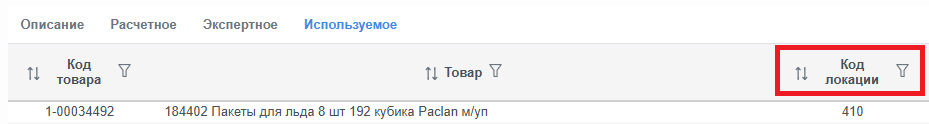 Описание Расчетное Экспертное Используемое
Код товара Товар Код локации
1-00034492 184402 Пакеты для льда 8 шт 192 кубика Paclan м/уп 410